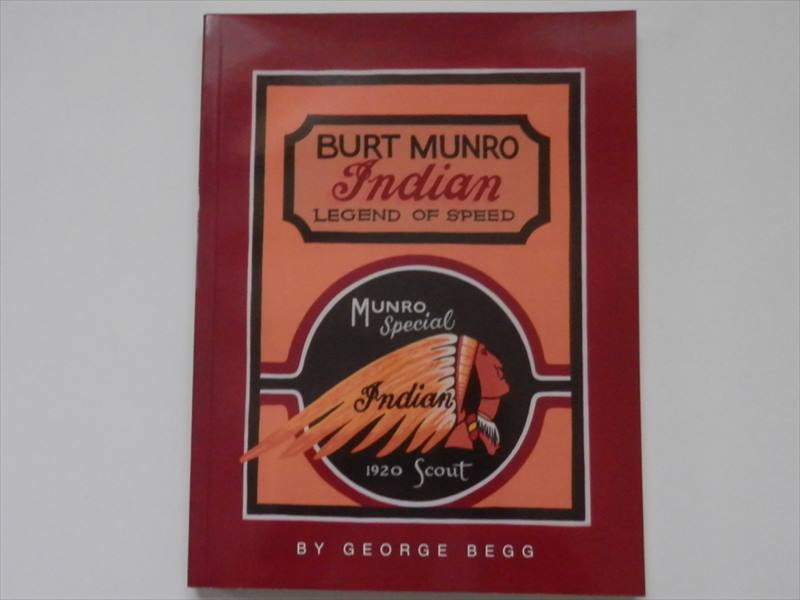 BURT MUNRO
Indian
LEGEND OF SPEED
MUNRO
Special
Indian
1920 Scout
BY GEORGE BEGG